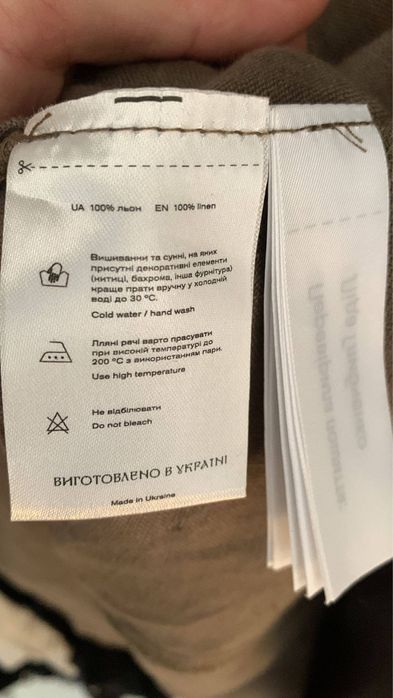 UA 100% льон EN 100% linen
Вишиванки та сукні, на яких
присутні декоративні елементи
(китиці, бахрома, інша фурнітура)
краще прати вручну у холодній
воді до 30 °C.
Cold water / hand wash
Лляні речі варто прасувати
при високій температурі до
200 °C з використанням пари.
Use high temperature
Не відбілювати
Do not bleach
ВИГОТОВЛЕНО В УКРАЇНІ
Made in Ukraine